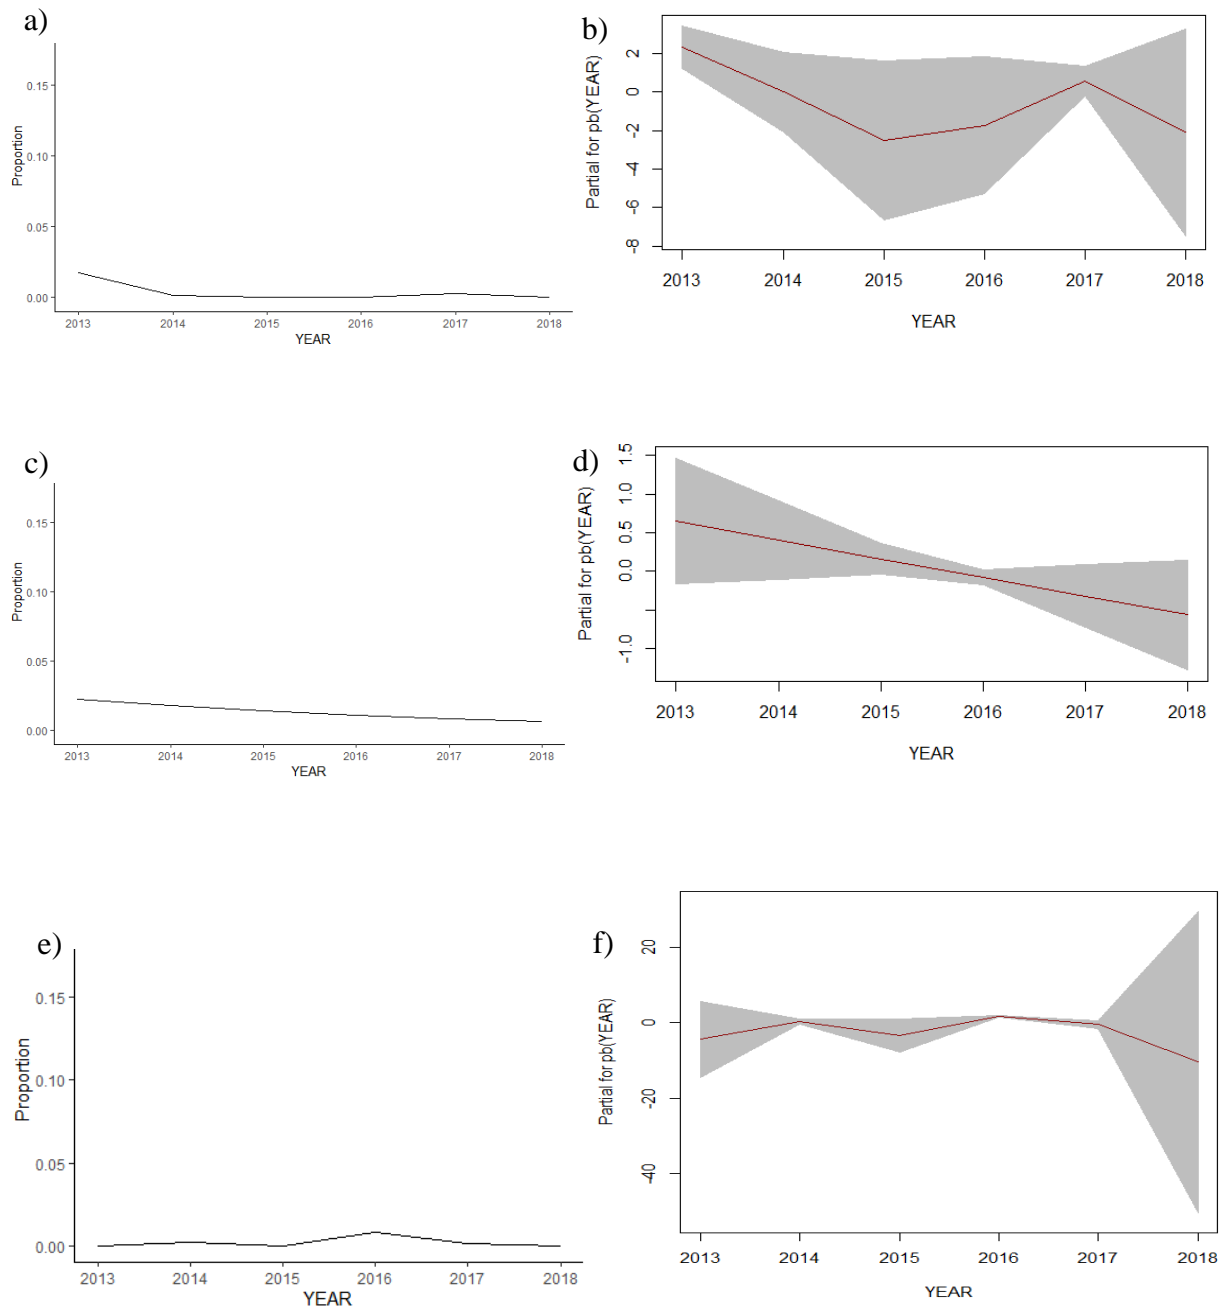 a)
0.15
0.10
0.05
0.00
Proportion
2013 2014 2015 2016 2017 2018
YEAR
b)
2
0
-2
-4
-6
-8
Partial for pb(YEAR)
2013 2014 2015 2016 2017 2018
YEAR
c)
0.15
0.10
0.05
0.00
Proportion
2013 2014 2015 2016 2017 2018
YEAR
d)
1.5
1.0
0.5
0.0
-1.0
Partial for pb(YEAR)
2013 2014 2015 2016 2017 2018
YEAR
e)
0.15
0.10
0.05
0.00
Proportion
2013 2014 2015 2016 2017 2018
YEAR
f)
20
0
-20
-40
Partial for pb(YEAR)
2013 2014 2015 2016 2017 2018
YEAR